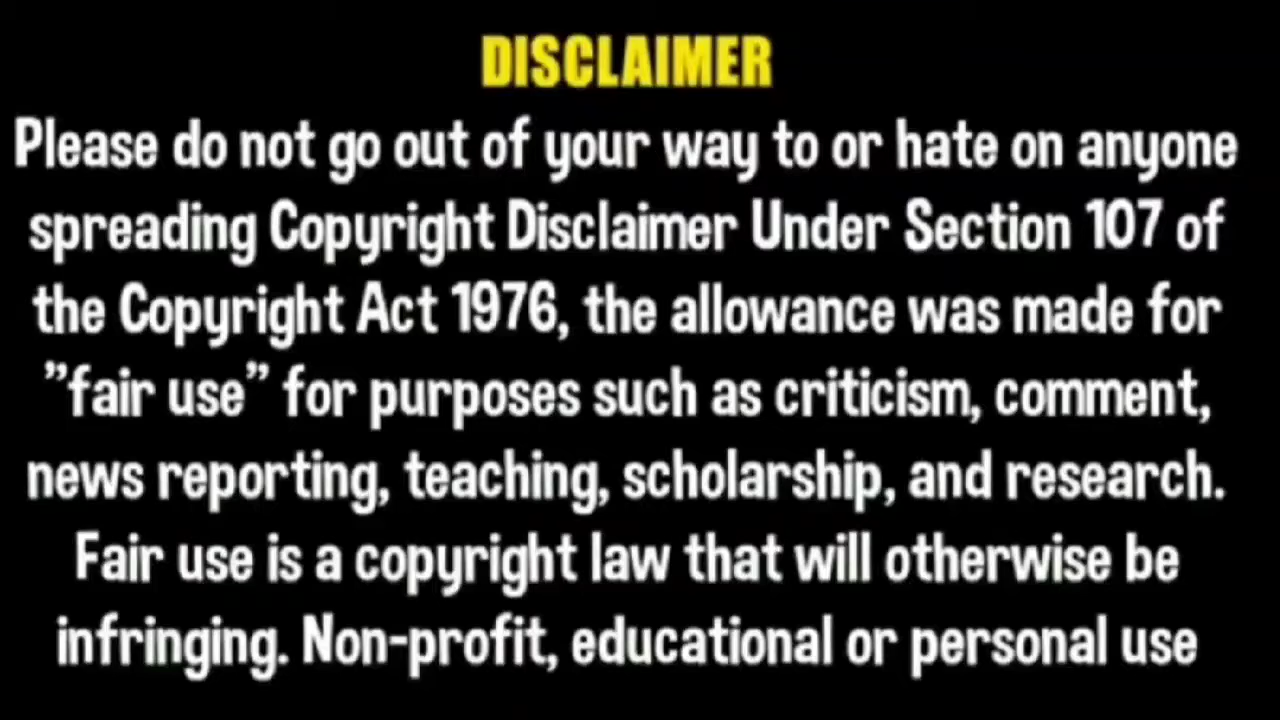 DISCLAIMER
Please do not go out of your way to or hate on anyone
spreading Copyright Disclaimer Under Section 107 of
the Copyright Act 1976, the allowance was made for
”fair use” for purposes such as criticism, comment,
news reporting, teaching, scholarship, and research.
Fair use is a copyright law that will otherwise be
infringing. Non-profit, educational or personal use